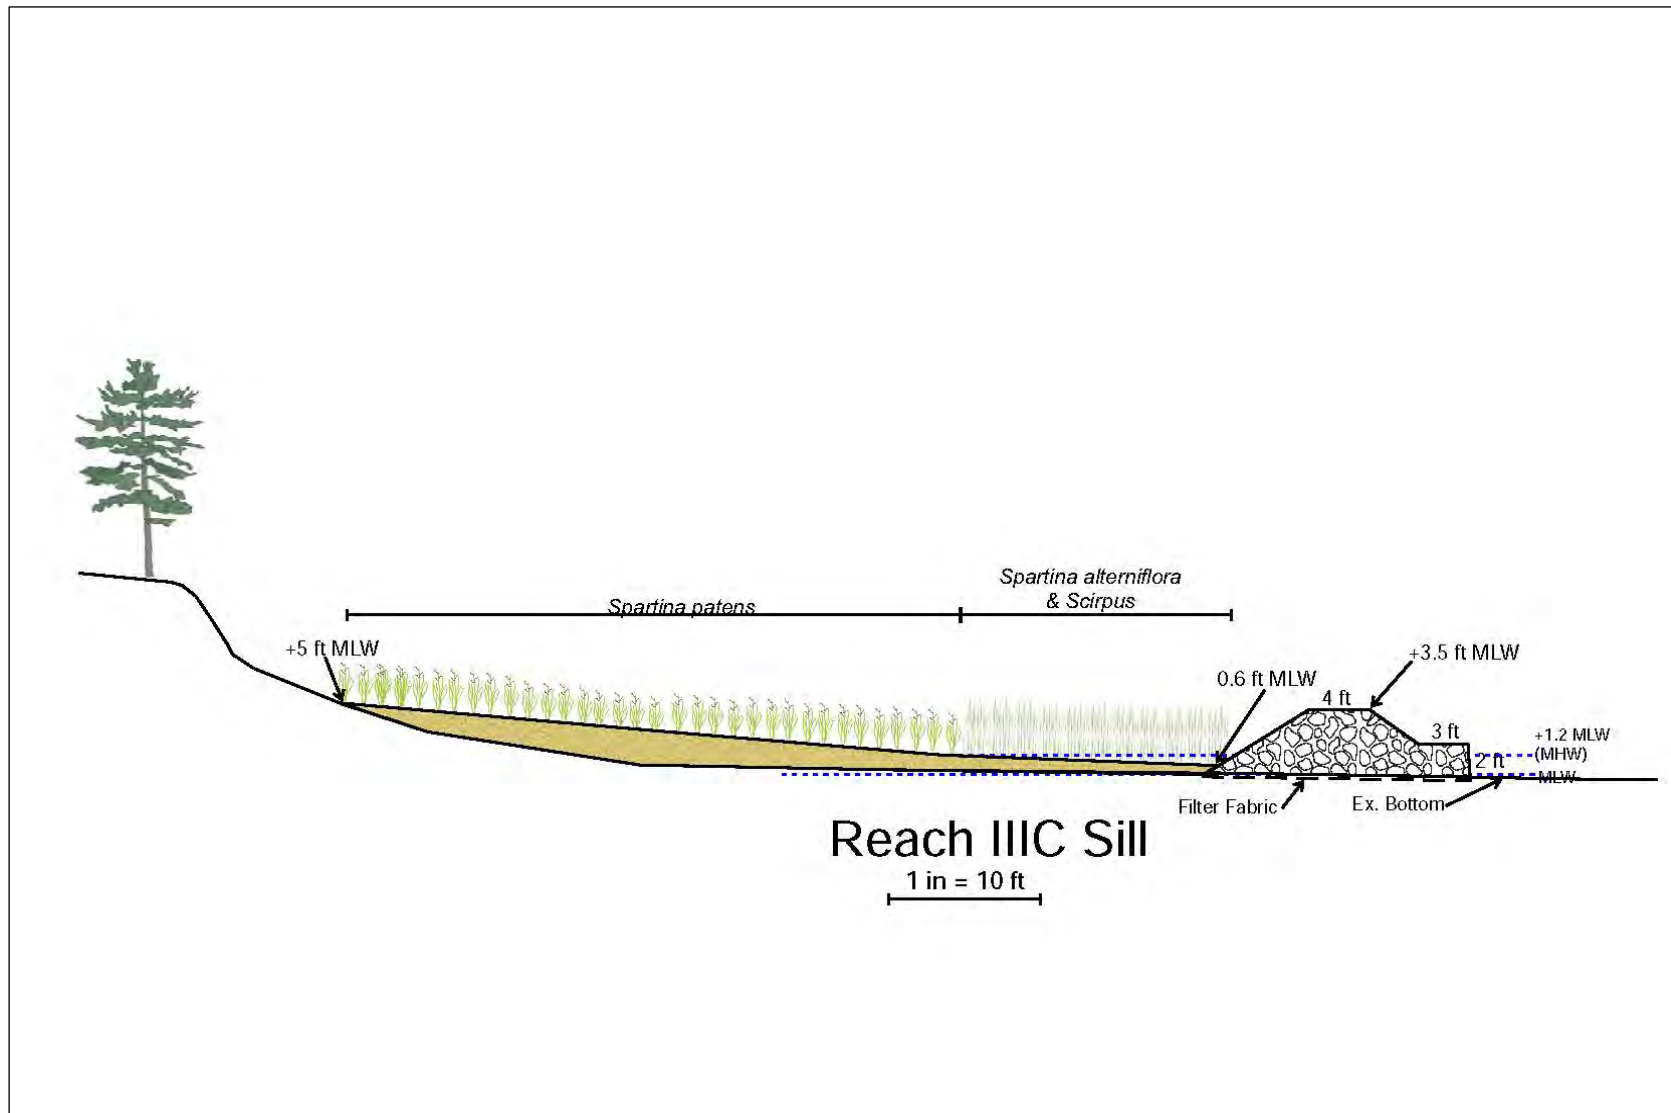 Spartina alterniflora
& Scirpus
Spartina patens
+5 ft MLW
+3.5 ft MLW
0.6 ft MLW
4 ft
3 ft
+1.2 MLW
(MHW)
2 ft
MLW
Filter Fabric
Ex. Bottom
Reach IIIC Sill
1 in = 10 ft